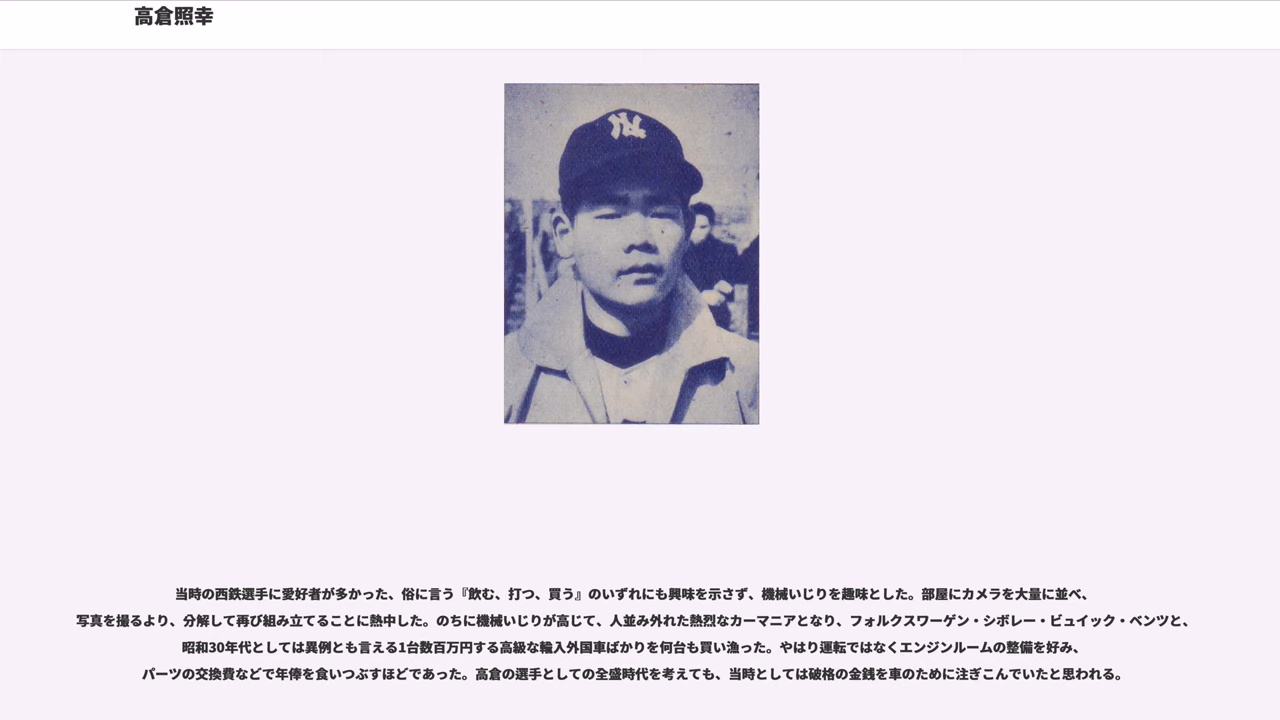 高倉照幸
NY
当時の西鉄選手に愛好者が多かった、俗に言う『飲む、打つ、買う』のいずれにも興味を示さず、機械いじりを趣味とした。部屋にカメラを大量に並べ、
写真を撮るより、分解して再び組み立てることに熱中した。のちに機械いじりが高じて、人並み外れた熱烈なカーマニアとなり、フォルクスワーゲン・シボレー・ビュイック・ベンツと、
昭和30年代としては異例とも言える1台数百万円する高級な輸入外国車ばかりを何台も買い漁った。やはり運転ではなくエンジンルームの整備を好み、
パーツの交換費などで年俸を食いつぶすほどであった。高倉の選手としての全盛時代を考えても、当時としては破格の金銭を車のために注ぎこんでいたと思われる。